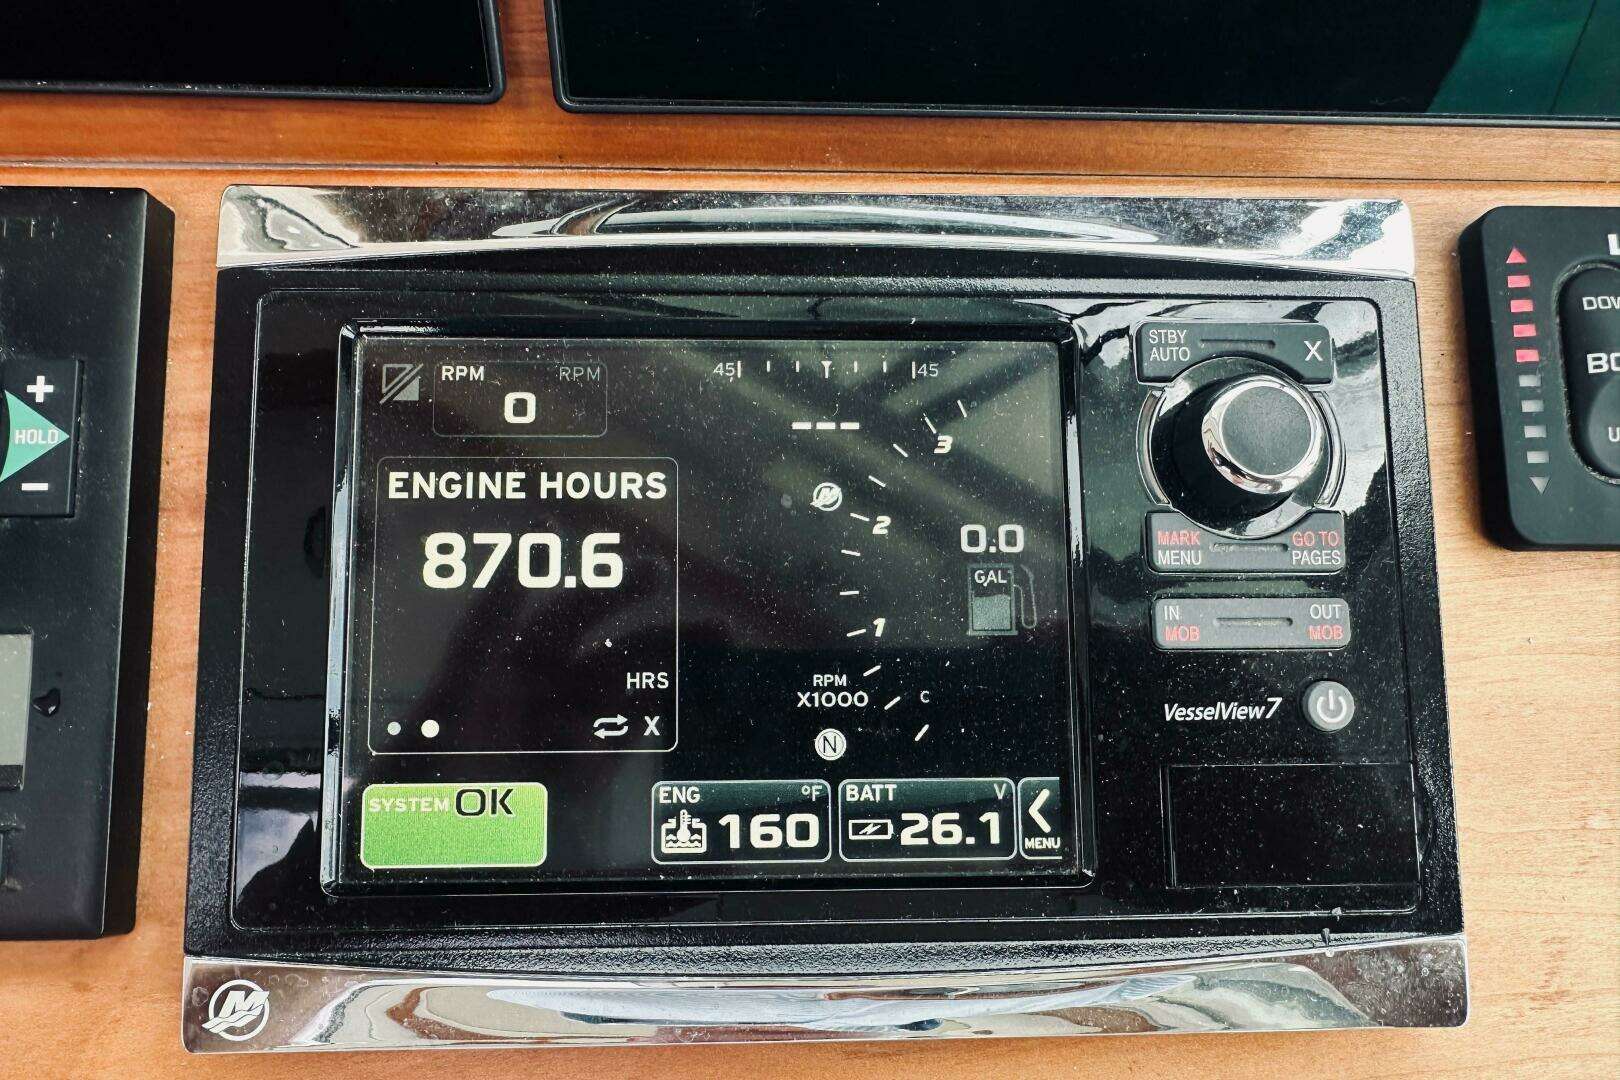 RPM
RPM
0
45
45
---
3
2
1
ENGINE HOURS
870.6
HRS
X
0.0
GAL
RPM
X1000
C
N
SYSTEM OK
ENG
°F
160
BATT
V
26.1
MENU
STBY
AUTO
X
MARK
MENU
GO TO
PAGES
IN
MOB
OUT
MOB
VesselView7
+
HOLD
-